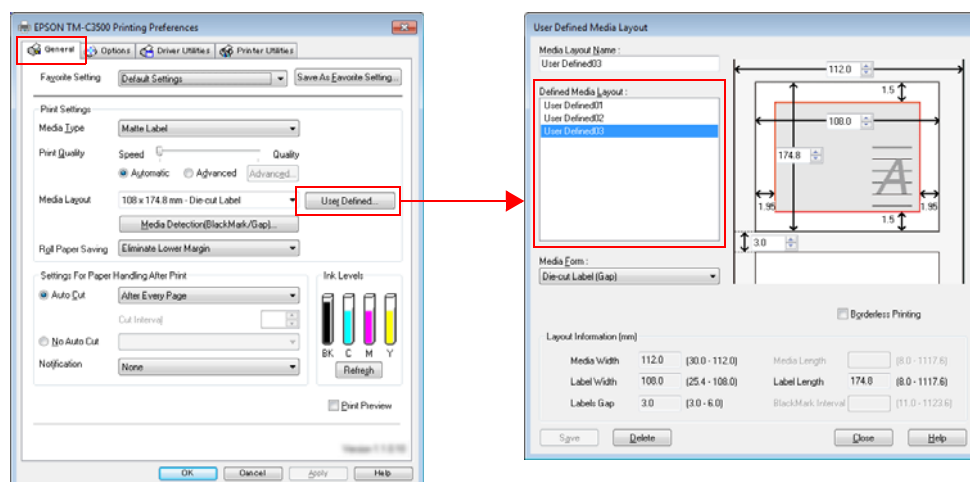 EPSON TM-C3500 Printing Preferences
General Options Driver Utilities Printer Utilities
Favorite Setting Default Settings Save As Favorite Setting...
Print Settings
Media Type Matte Label
Print Quality Speed Quality
Automatic Advanced Advanced...
Media Layout 108 x 174.8 mm - Die-cut Label User Defined...
Media Detection(BlackMark/Gap)...
Roll Paper Saving Eliminate Lower Margin
Settings For Paper Handling After Print
Auto Cut After Every Page
Cut Interval
No Auto Cut
Notification None
Ink Levels
BK C M Y
Refresh
Print Preview
OK Cancel Apply Help
User Defined Media Layout
Media Layout Name :
User Defined03
Defined Media Layout :
User Defined01
User Defined02
User Defined03
Media Form :
Die-cut Label (Gap)
112.0
1.5
108.0
174.8
A
1.95 1.95
1.5
3.0
Borderless Printing
Layout Information (mm)
Media Width 112.0 (30.0 - 112.0) Media Length (8.0 - 1117.6)
Label Width 108.0 (25.4 - 108.0) Label Length 174.8 (8.0 - 1117.6)
Labels Gap 3.0 (3.0 - 6.0) BlackMark Interval (11.0 - 1123.6)
Save Delete Close Help